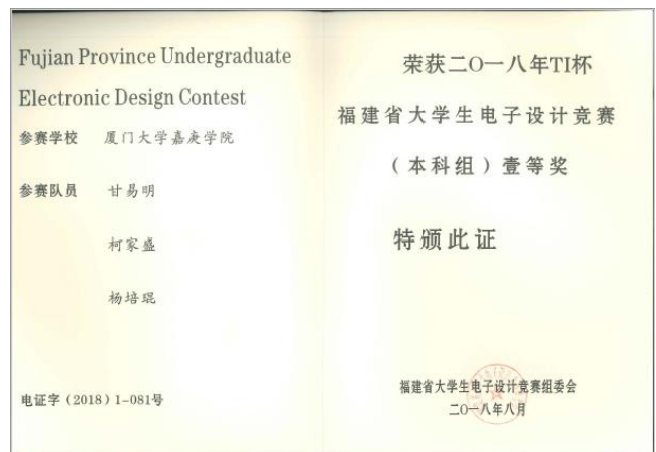 Fujian Province Undergraduate
Electronic Design Contest
参赛学校 厦门大学嘉庚学院
参赛队员 甘易明
柯家盛
杨培琨
电证字（2018）1-081号
荣获二O一八年TI杯
福建省大学生电子设计竞赛
（本科组）壹等奖
特颁此证
福建省大学生电子设计竞赛组委会
二O一八年八月